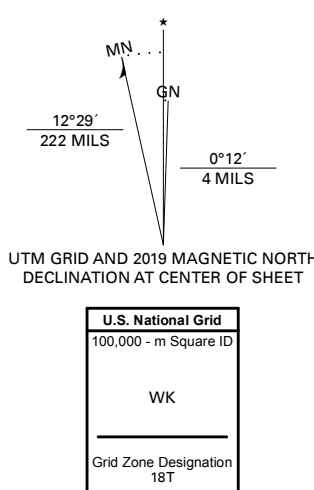 MN
GN
12°29´
222 MILS
0°12´
4 MILS
UTM GRID AND 2019 MAGNETIC NORTH
DECLINATION AT CENTER OF SHEET
U.S. National Grid
100,000 - m Square ID
WK
Grid Zone Designation
18T